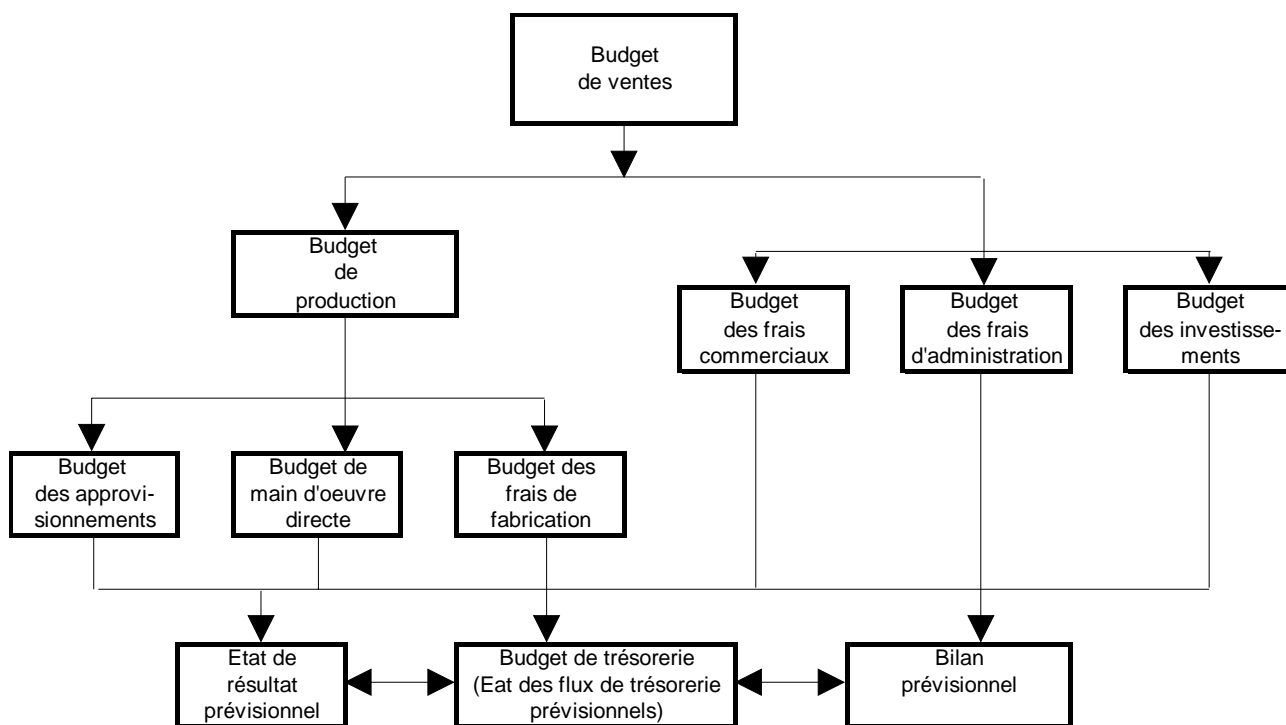 Budget
de ventes
Budget
de
production
Budget
des frais
commerciaux
Budget
des frais
d'administration
Budget
des investisse-
ments
Budget
des approvi-
sionnements
Budget de
main d'oeuvre
directe
Budget des
frais de
fabrication
Etat de
résultat
prévisionnel
Budget de trésorerie
(Eat des flux de trésorerie
prévisionnels)
Bilan
prévisionnel